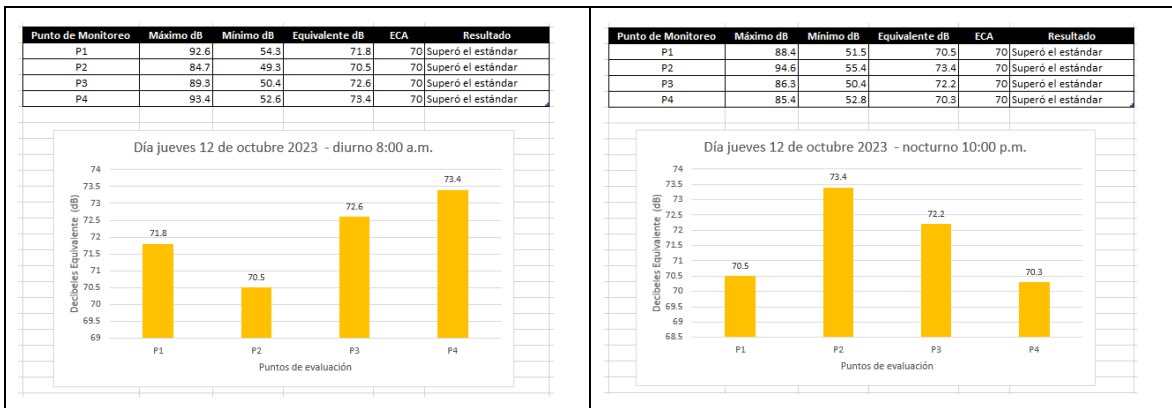 Punto de Monitoreo Máximo dB Mínimo dB Equivalente dB ECA Resultado
P1 92.6 54.3 71.8 70 Superó el estándar
P2 84.7 49.3 70.5 70 Superó el estándar
P3 89.3 50.4 72.6 70 Superó el estándar
P4 93.4 52.6 73.4 70 Superó el estándar
Día jueves 12 de octubre 2023 - diurno 8:00 a.m.
Decibeles Equivalente (dB)
74
73.5
73
72.5
72
71.5
71
70.5
70
69.5
69
71.8
70.5
72.6
73.4
P1 P2 P3 P4
Puntos de evaluación
Punto de Monitoreo Máximo dB Mínimo dB Equivalente dB ECA Resultado
P1 88.4 51.5 70.5 70 Superó el estándar
P2 94.6 55.4 73.4 70 Superó el estándar
P3 86.3 50.4 72.2 70 Superó el estándar
P4 85.4 52.8 70.3 70 Superó el estándar
Día jueves 12 de octubre 2023 - nocturno 10:00 p.m.
Decibeles Equivalente (dB)
74
73.5
73
72.5
72
71.5
71
70.5
70
69.5
69
68.5
70.5
73.4
72.2
70.3
P1 P2 P3 P4
Puntos de evaluación